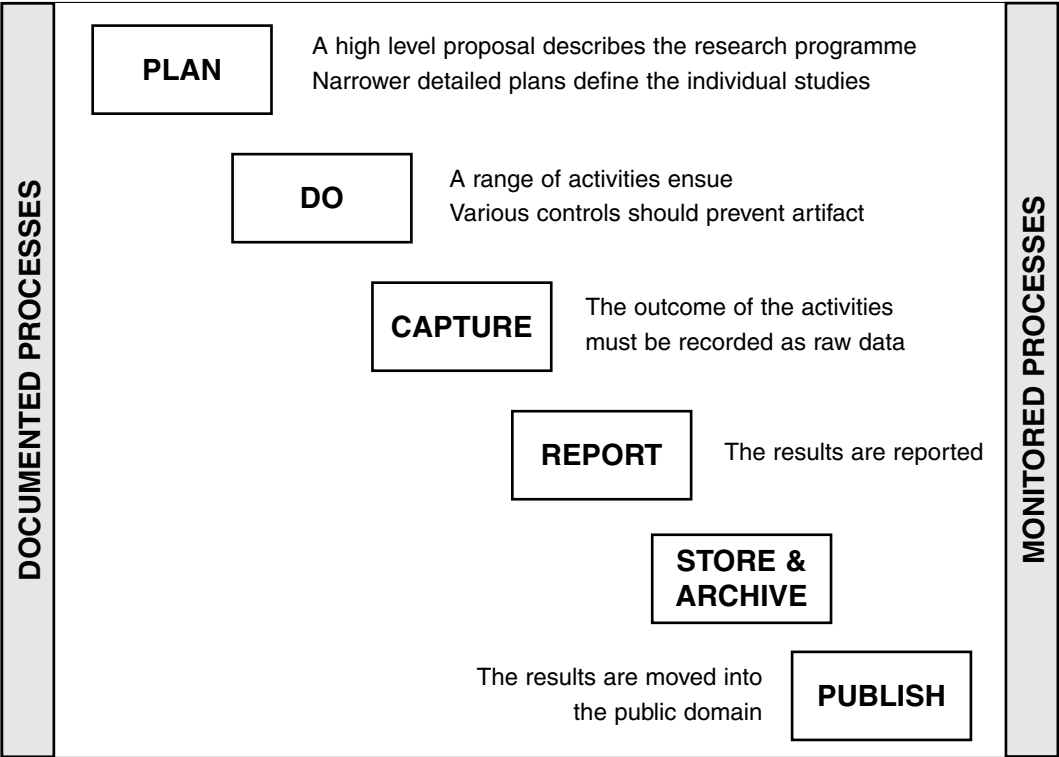 DOCUMENTED PROCESSES
PLAN
A high level proposal describes the research programme
Narrower detailed plans define the individual studies
DO
A range of activities ensue
Various controls should prevent artifact
CAPTURE
The outcome of the activities
must be recorded as raw data
REPORT
The results are reported
STORE &
ARCHIVE
The results are moved into
the public domain
PUBLISH
MONITORED PROCESSES